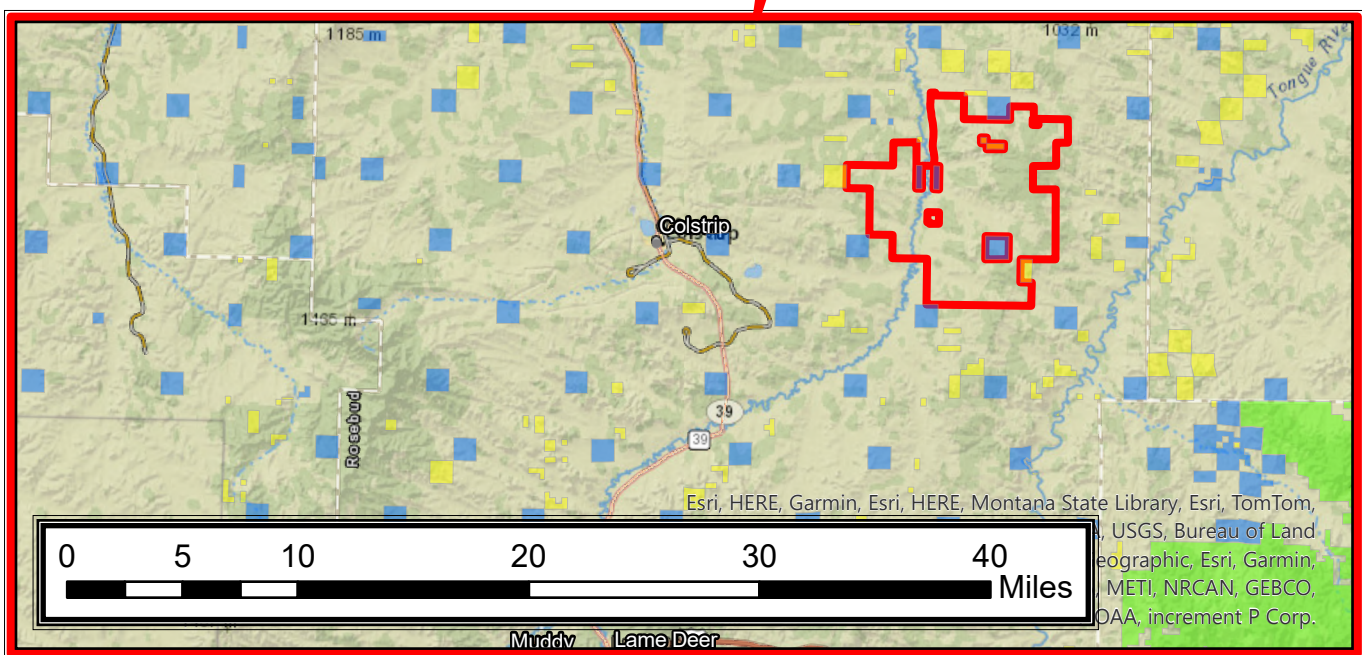 1185 m
1032 m
Tongue River
Colstrip
1435 m
39
39
Rosebud
Esri, HERE, Garmin, Esri, HERE, Montana State Library, Esri, TomTom,
USGS, Bureau of Land
eographic, Esri, Garmin,
METI, NRCAN, GEBCO,
OAA, increment P Corp.
0 5 10 20 30 40
Miles
Muddy Lame Deer